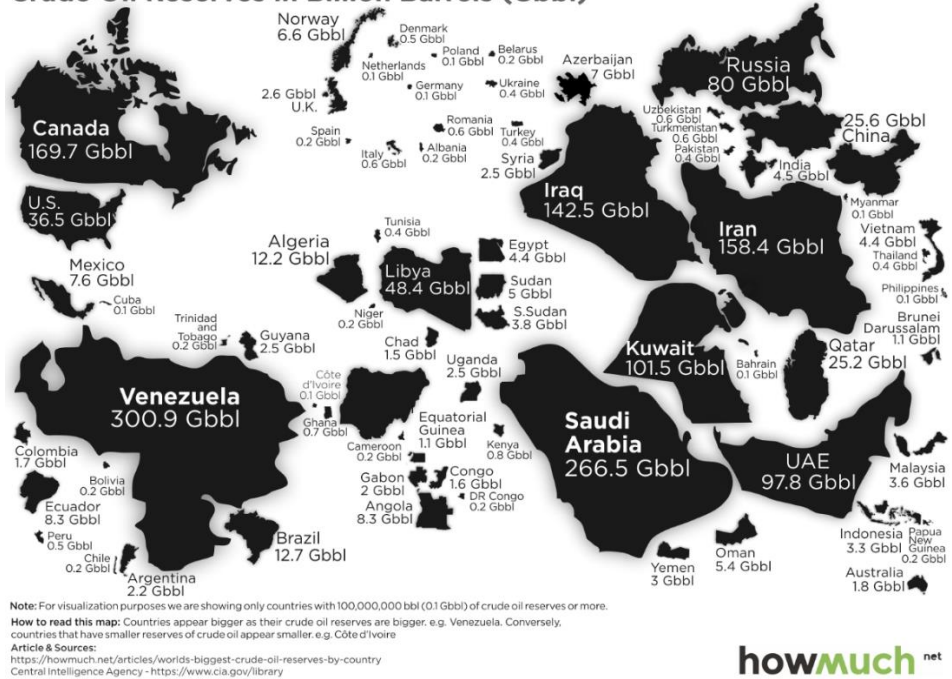 Crude Oil Reserves in Billion Barrels (Gbbl)
Norway
6.6 Gbbl
Denmark
0.5 Gbbl
Poland
0.1 Gbbl
Belarus
0.2 Gbbl
Netherlands
0.1 Gbbl
Germany
0.1 Gbbl
Ukraine
0.4 Gbbl
Azerbaijan
7 Gbbl
Russia
80 Gbbl
2.6 Gbbl
U.K.
Spain
0.2 Gbbl
Italy
0.6 Gbbl
Romania
0.6 Gbbl
Albania
0.2 Gbbl
Turkey
0.4 Gbbl
Syria
2.5 Gbbl
Uzbekistan
0.6 Gbbl
Turkmenistan
0.6 Gbbl
Pakistan
0.4 Gbbl
25.6 Gbbl
China
India
4.5 Gbbl
Canada
169.7 Gbbl
U.S.
36.5 Gbbl
Mexico
7.6 Gbbl
Cuba
0.1 Gbbl
Iraq
142.5 Gbbl
Iran
158.4 Gbbl
Myanmar
0.1 Gbbl
Vietnam
4.4 Gbbl
Thailand
0.4 Gbbl
Philippines
0.1 Gbbl
Brunei
Darussalam
1.1 Gbbl
Tunisia
0.4 Gbbl
Algeria
12.2 Gbbl
Libya
48.4 Gbbl
Egypt
4.4 Gbbl
Sudan
5 Gbbl
S.Sudan
3.8 Gbbl
Niger
0.2 Gbbl
Chad
1.5 Gbbl
Uganda
2.5 Gbbl
Trinidad
and
Tobago
0.2 Gbbl
Guyana
2.5 Gbbl
Venezuela
300.9 Gbbl
Côte
d'Ivoire
0.1 Gbbl
Ghana
0.7 Gbbl
Cameroon
0.2 Gbbl
Equatorial
Guinea
1.1 Gbbl
Kenya
0.8 Gbbl
Gabon
2 Gbbl
Congo
1.6 Gbbl
DR Congo
0.2 Gbbl
Angola
8.3 Gbbl
Kuwait
101.5 Gbbl
Bahrain
0.1 Gbbl
Qatar
25.2 Gbbl
Saudi
Arabia
266.5 Gbbl
UAE
97.8 Gbbl
Malaysia
3.6 Gbbl
Colombia
1.7 Gbbl
Bolivia
0.2 Gbbl
Ecuador
8.3 Gbbl
Peru
0.5 Gbbl
Chile
0.2 Gbbl
Argentina
2.2 Gbbl
Brazil
12.7 Gbbl
Yemen
3 Gbbl
Oman
5.4 Gbbl
Indonesia
3.3 Gbbl
Papua
New
Guinea
0.2 Gbbl
Australia
1.8 Gbbl
Note: For visualization purposes we are showing only countries with 100,000,000 bbl (0.1 Gbbl) of crude oil reserves or more.
How to read this map: Countries appear bigger as their crude oil reserves are bigger. e.g. Venezuela. Conversely,
countries that have smaller reserves of crude oil appear smaller. e.g. Côte d'Ivoire
Article & Sources:
https://howmuch.net/articles/worlds-biggest-crude-oil-reserves-by-country
Central Intelligence Agency - https://www.cia.gov/library
howmuch net